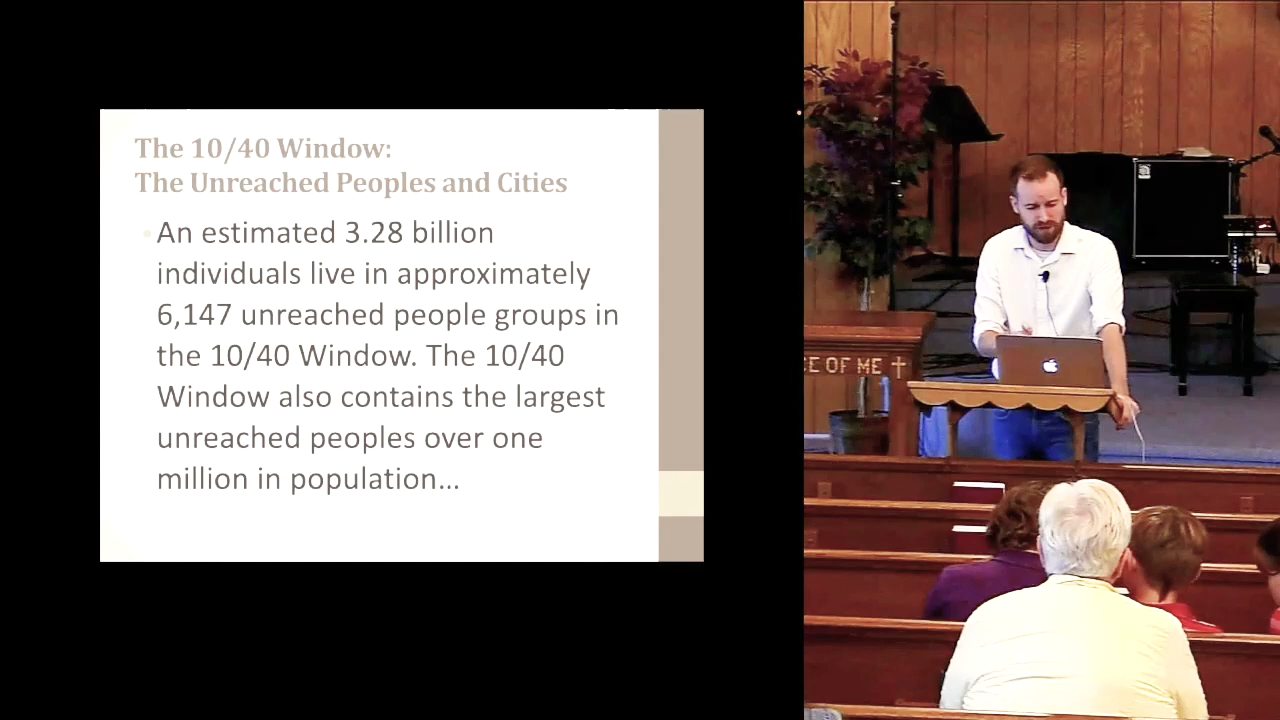 The 10/40 Window:
The Unreached Peoples and Cities
An estimated 3.28 billion
individuals live in approximately
6,147 unreached people groups in
the 10/40 Window. The 10/40
Window also contains the largest
unreached peoples over one
million in population…
CE OF ME